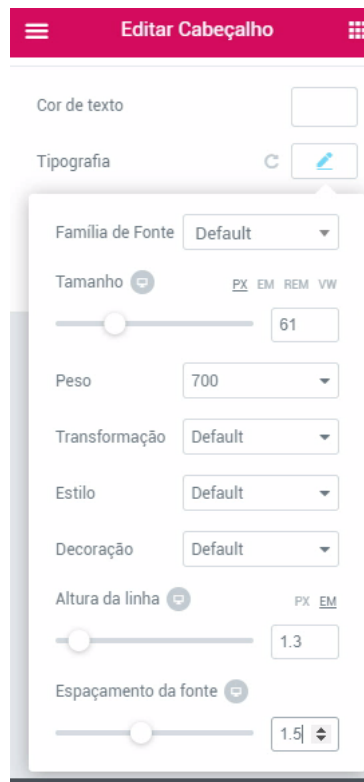 Editar Cabeçalho
Cor de texto
Tipografia
Família de Fonte Default
Tamanho PX EM REM VW
61
Peso 700
Transformação Default
Estilo Default
Decoração Default
Altura da linha PX EM
1.3
Espaçamento da fonte
1.5